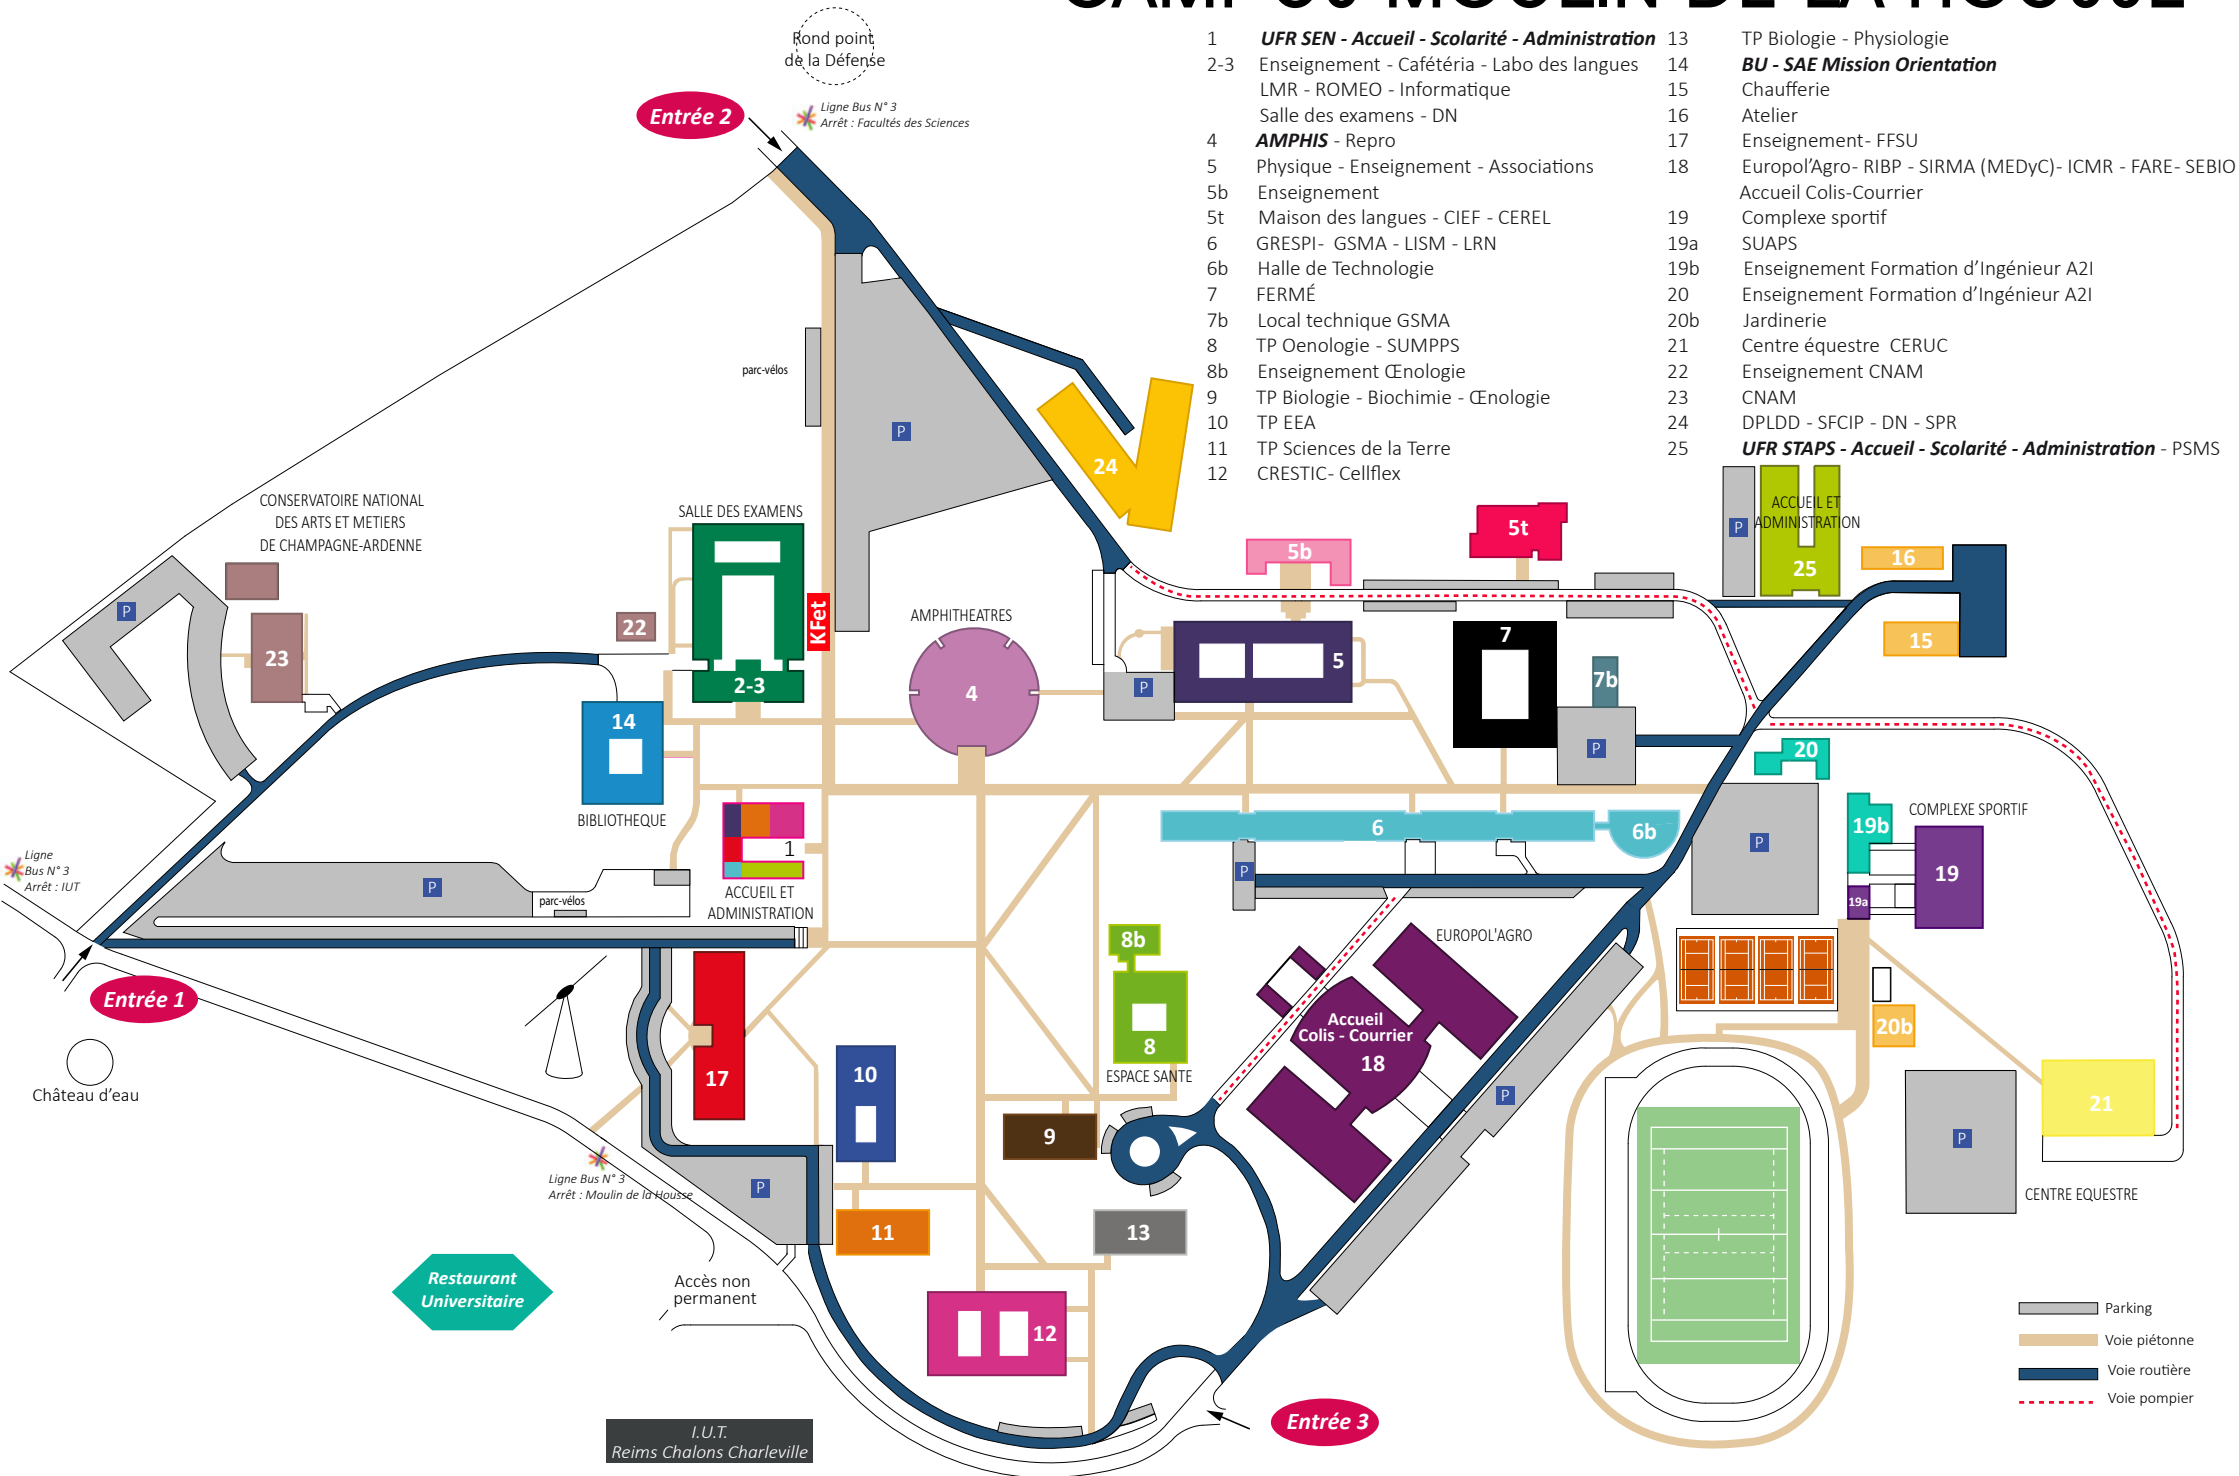 CAMPUS MOULIN DE LA HOUSSE
1 UFR SEN - Accueil - Scolarité - Administration
2-3 Enseignement - Cafétéria - Labo des langues
LMR - ROMEO - Informatique
Salle des examens - DN
4 AMPHIS - Repro
5 Physique - Enseignement - Associations
5b Enseignement
5t Maison des langues - CIEF - CEREL
6 GRESPI- GSMA - LISM - LRN
6b Halle de Technologie
7 FERMÉ
7b Local technique GSMA
8 TP Oenologie - SUMPPS
8b Enseignement Œnologie
9 TP Biologie - Biochimie - Œnologie
10 TP EEA
11 TP Sciences de la Terre
12 CRESTIC- Cellflex
13 TP Biologie - Physiologie
14 BU - SAE Mission Orientation
15 Chaufferie
16 Atelier
17 Enseignement- FFSU
18 Europol’Agro- RIBP - SIRMA (MEDyC)- ICMR - FARE- SEBIO
Accueil Colis-Courrier
19 Complexe sportif
19a SUAPS
19b Enseignement Formation d’Ingénieur A2I
20 Enseignement Formation d’Ingénieur A2I
20b Jardinerie
21 Centre équestre CERUC
22 Enseignement CNAM
23 CNAM
24 DPLDD - SFCIP - DN - SPR
25 UFR STAPS - Accueil - Scolarité - Administration - PSMS
Rond point
de la Défense
Entrée 2
Ligne Bus N° 3
Arrêt : Facultés des Sciences
parc-vélos
P
24
CONSERVATOIRE NATIONAL
DES ARTS ET METIERS
DE CHAMPAGNE-ARDENNE
SALLE DES EXAMENS
5b
5t
P
ACCUEIL ET
ADMINISTRATION
25
16
P
23
22
KFet
2-3
AMPHITHEATRES
4
P
5
7
7b
P
15
14
BIBLIOTHEQUE
20
1
ACCUEIL ET
ADMINISTRATION
6
6b
P
P
19b
COMPLEXE SPORTIF
19
19a
Ligne
Bus N° 3
Arrêt : IUT
P
parc-vélos
Entrée 1
Château d'eau
8b
8
ESPACE SANTE
EUROPOL'AGRO
Accueil
Colis - Courrier
18
20b
17
10
9
P
21
P
CENTRE EQUESTRE
Ligne Bus N° 3
Arrêt : Moulin de la Housse
P
11
13
Restaurant
Universitaire
Accès non
permanent
12
Entrée 3
I.U.T.
Reims Chalons Charleville
Parking
Voie piétonne
Voie routière
Voie pompier